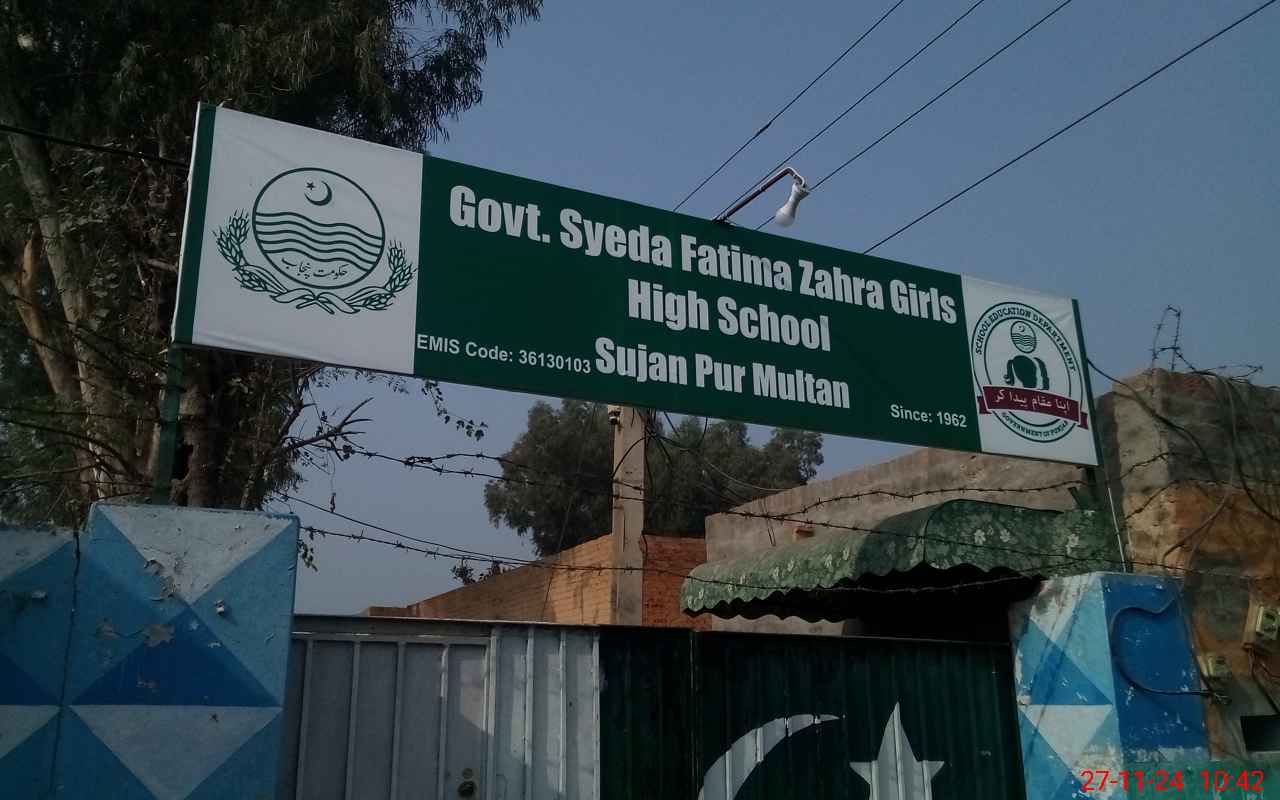 حکومت پنجاب
Govt. Syeda Fatima Zahra Girls
High School
EMIS Code: 36130103
Sujan Pur Multan
Since: 1962
SCHOOL EDUCATION DEPARTMENT
اپنا مقام پیدا کر
GOVERNMENT OF PUNJAB
27-11-24 10:42